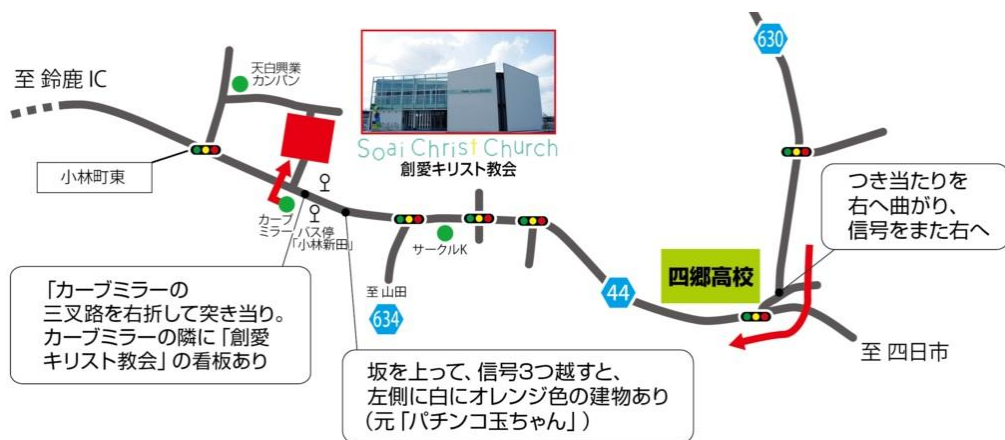 至 鈴鹿 IC
天白興業
カンバン
小林町東
Soai Christ Church
創愛キリスト教会
630
つき当たりを
右へ曲がり、
信号をまた右へ
カーブ
ミラー
バス停
「小林新田」
サークルK
至 山田
634
44
四郷高校
至 四日市
「カーブミラーの
三叉路を右折して突き当り。
カーブミラーの隣に「創愛
キリスト教会」の看板あり
坂を上って、信号3つ越すと、
左側に白にオレンジ色の建物あり
(元「パチンコ玉ちゃん」)